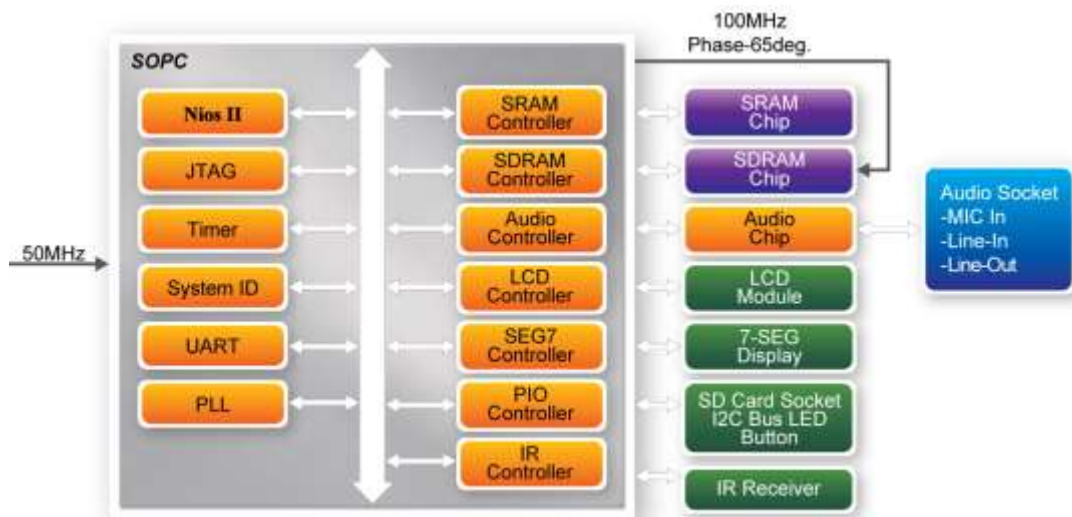 100MHz
Phase-65deg.
SOPC
Nios II
SRAM
Controller
SRAM
Chip
JTAG
SDRAM
Controller
SDRAM
Chip
Timer
Audio
Controller
Audio
Chip
Audio Socket
-MIC In
-Line-In
-Line-Out
50MHz
System ID
LCD
Controller
LCD
Module
UART
SEG7
Controller
7-SEG
Display
PLL
PIO
Controller
SD Card Socket
I2C Bus LED
Button
IR
Controller
IR Receiver